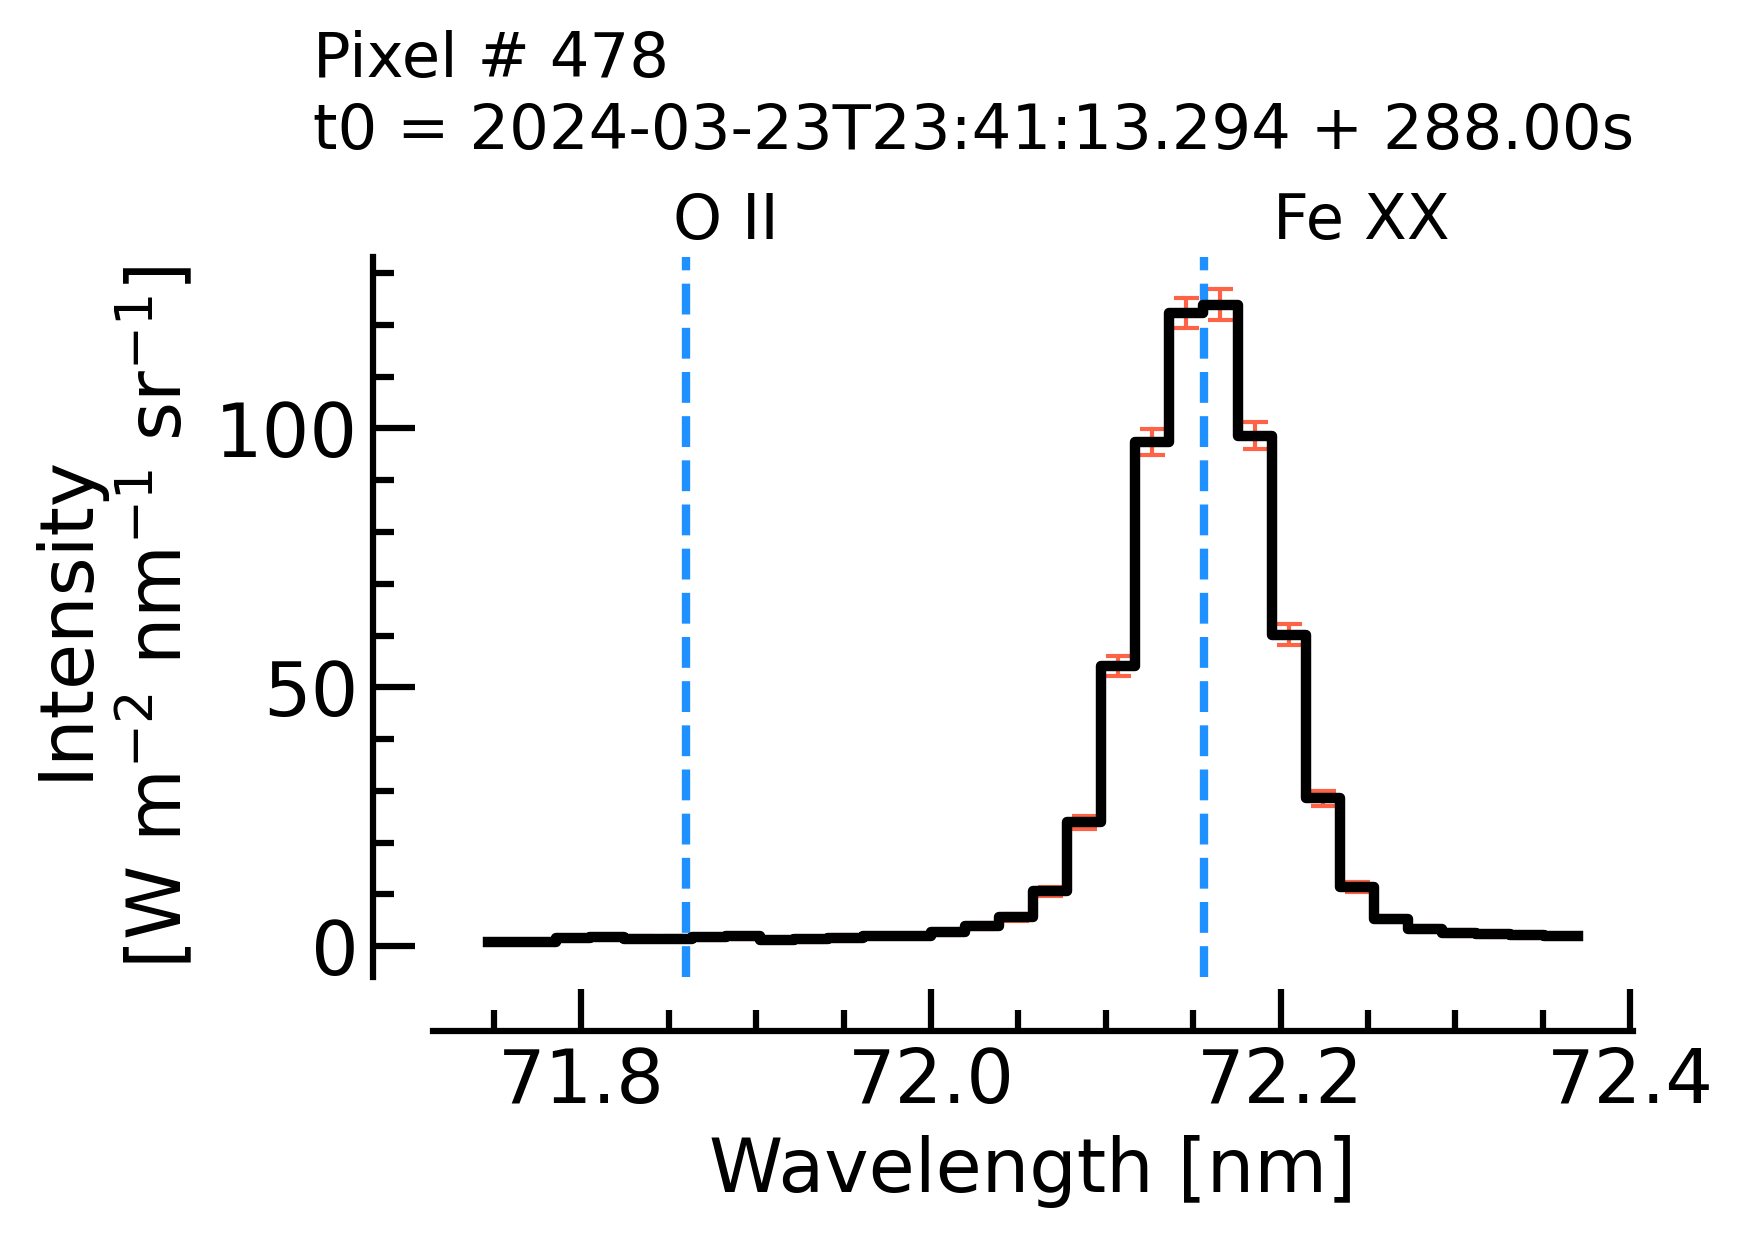 Pixel # 478
t0 = 2024-03-23T23:41:13.294 + 288.00s
O II
Fe XX
Intensity
[W m⁻² nm⁻¹ sr⁻¹]
100
50
0
71.8 72.0 72.2 72.4
Wavelength [nm]